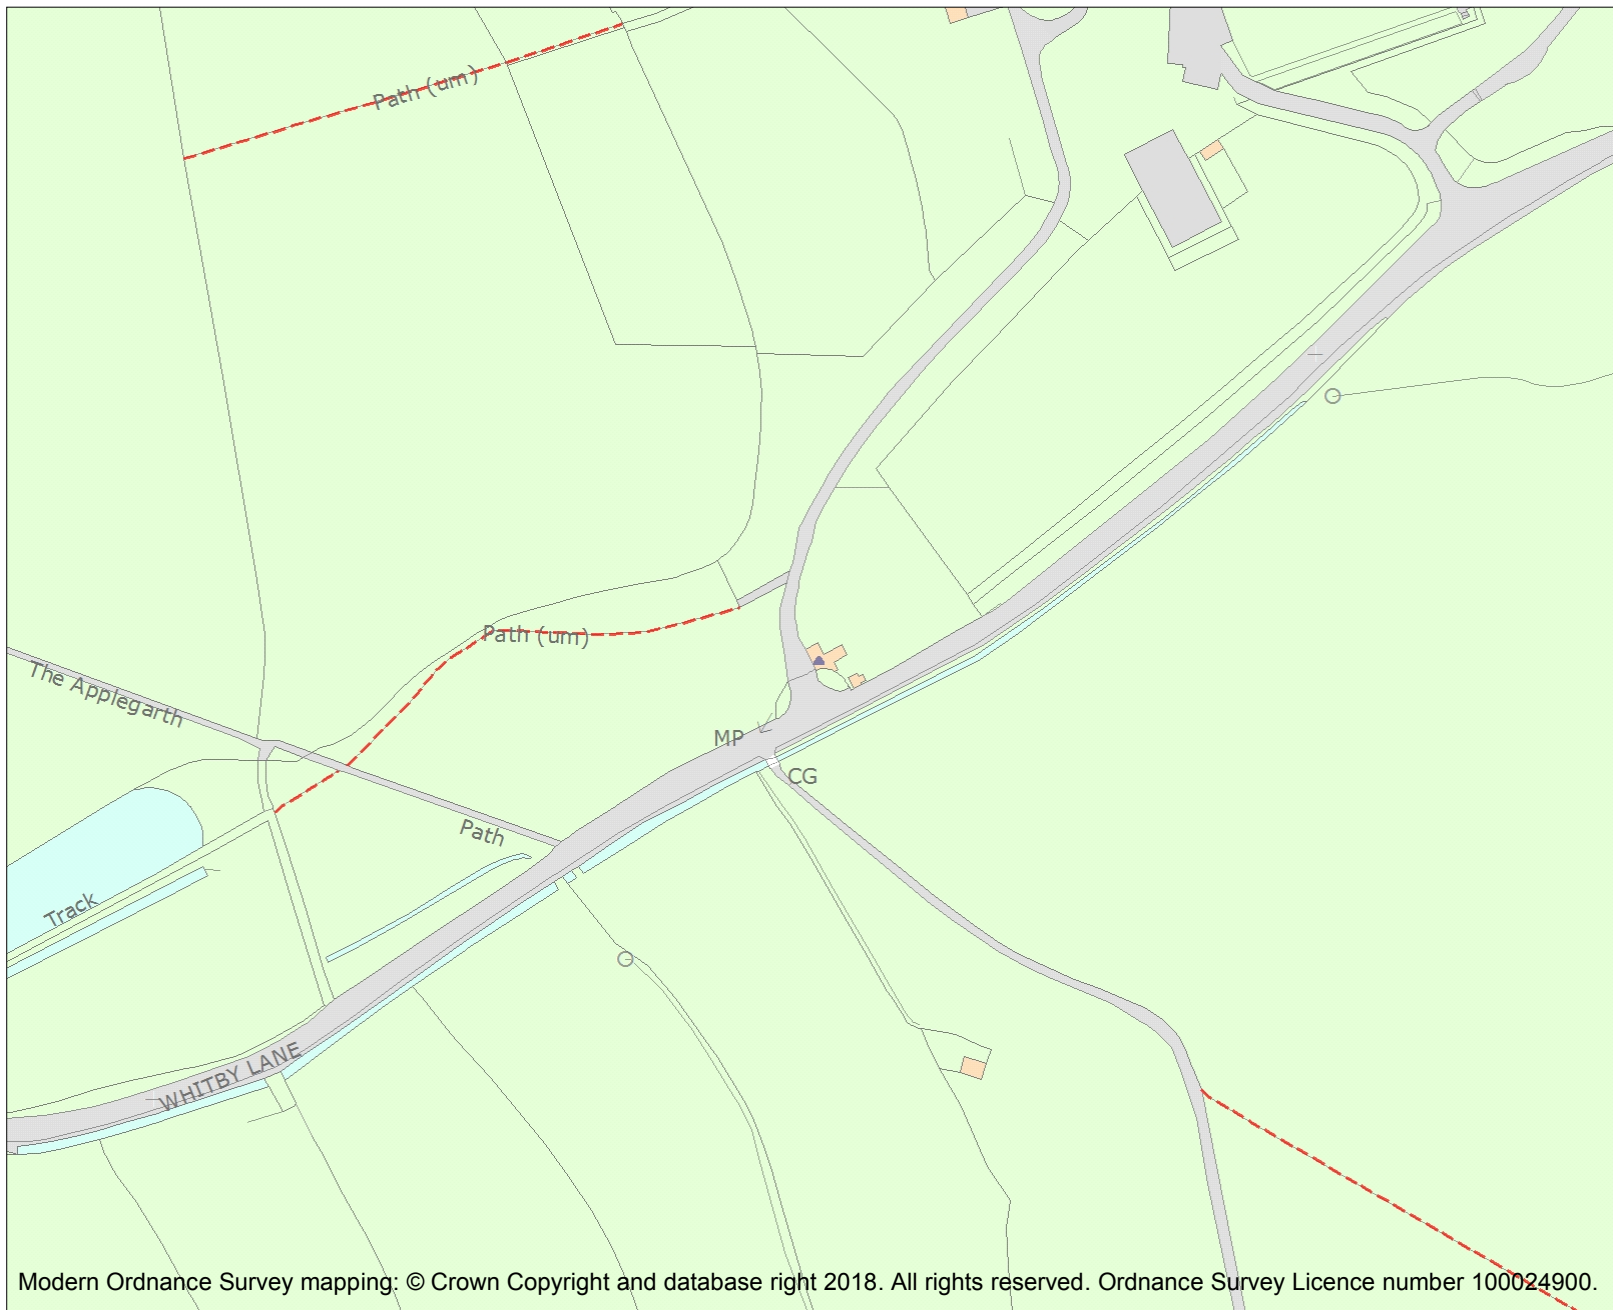 Path (um)
Path (um)
The Applegarth
MP
CG
Path
Track
WHITBY LANE
Modern Ordnance Survey mapping: © Crown Copyright and database right 2018. All rights reserved. Ordnance Survey Licence number 100024900.